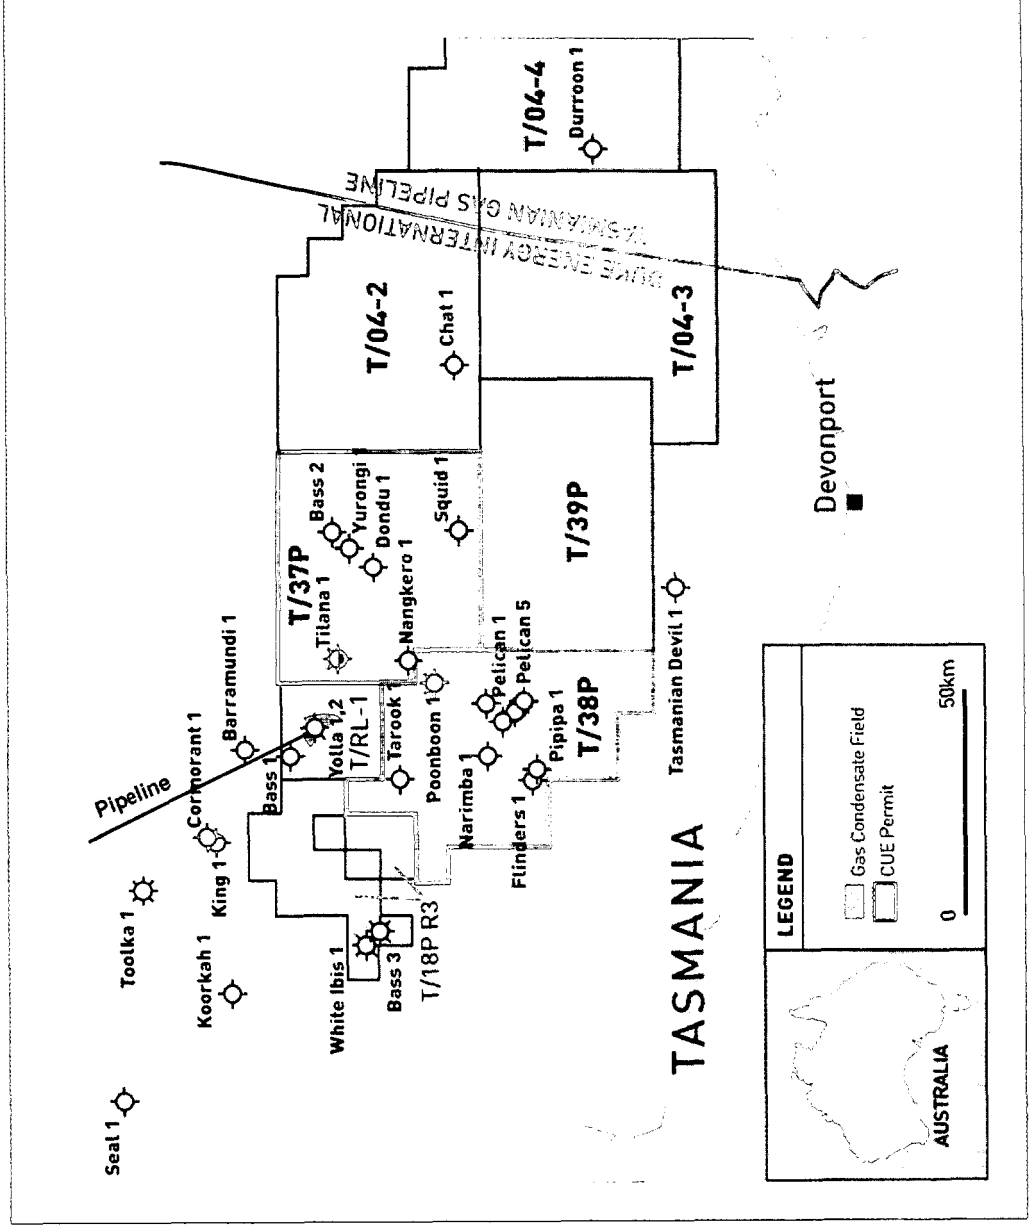 Seal 1
Toolka 1
Koorkah 1
King 1
Cormorant 1
Pipeline
Barramundi 1
Bass 1
Yolla 1,2
T/RL-1
White Ibis 1
Bass 3
T/18P R3
T/37P
Tilana 1
Bass 2
Yurongi
Dondu 1
Nangkero 1
Squid 1
Tarook 1
Poonboon 1
Narimba 1
Pelican 1
Pelican 5
Flinders 1
Pipipa 1
T/38P
T/39P
T/04-2
Chat 1
T/04-3
T/04-4
Durroon 1
DUKE ENERGY INTERNATIONAL
TASMANIAN GAS PIPELINE
Tasmanian Devil 1
TASMANIA
Devonport
AUSTRALIA
LEGEND
Gas Condensate Field
CUE Permit
0
50km